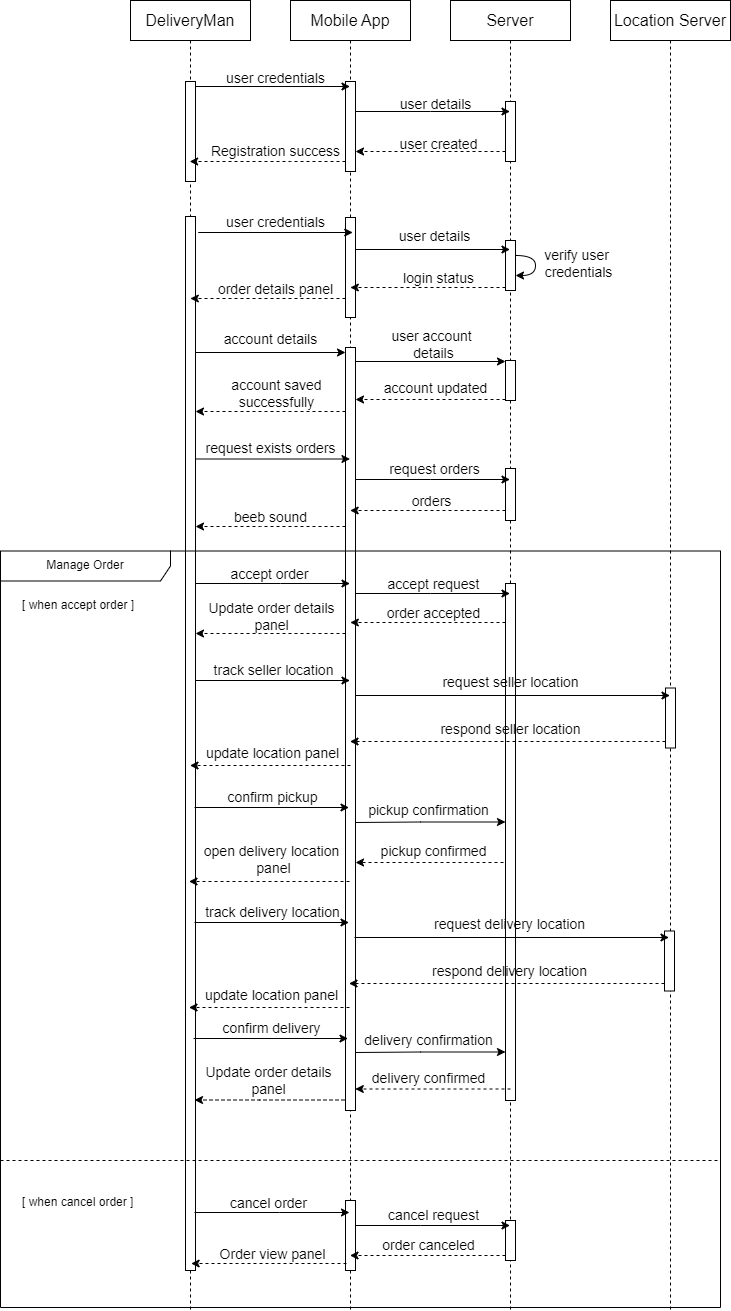 DeliveryMan
Mobile App
Server
Location Server
user credentials
user details
user created
Registration success
user credentials
user details
verify user
credentials
login status
order details panel
account details
user account
details
account saved
successfully
account updated
request exists orders
request orders
orders
beeb sound
Manage Order
accept order
accept request
[ when accept order ]
Update order details
panel
order accepted
track seller location
request seller location
respond seller location
update location panel
confirm pickup
pickup confirmation
open delivery location
panel
pickup confirmed
track delivery location
request delivery location
respond delivery location
update location panel
confirm delivery
delivery confirmation
Update order details
panel
delivery confirmed
[ when cancel order ]
cancel order
cancel request
order canceled
Order view panel